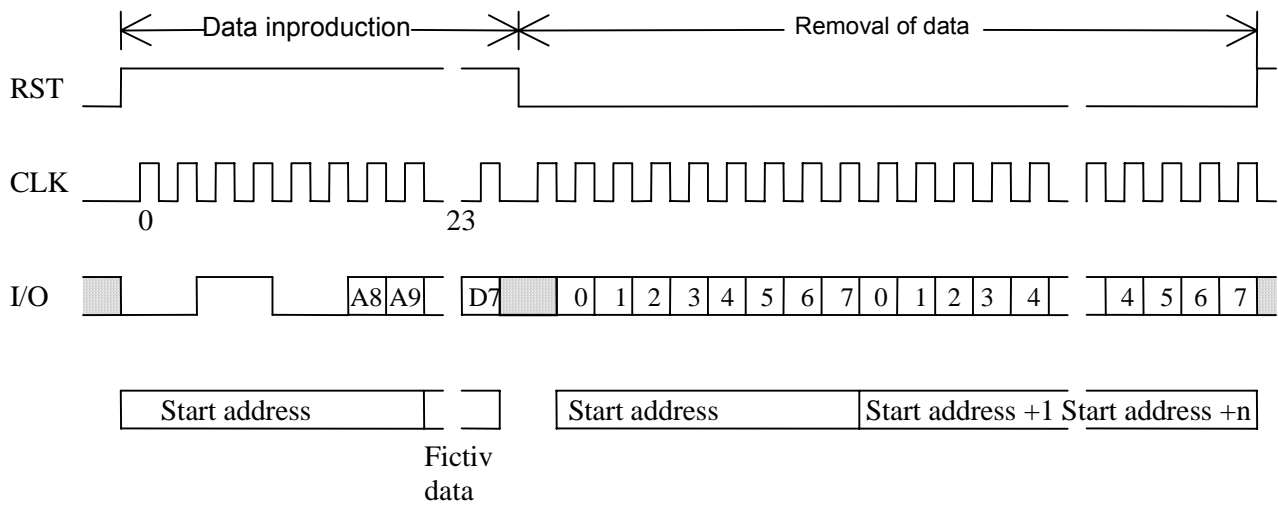 Data inproduction Removal of data
RST
CLK
0 23
I/O A8 A9 D7 0 1 2 3 4 5 6 7 0 1 2 3 4 4 5 6 7
Start address Start address Start address +1 Start address +n
Fictiv
data